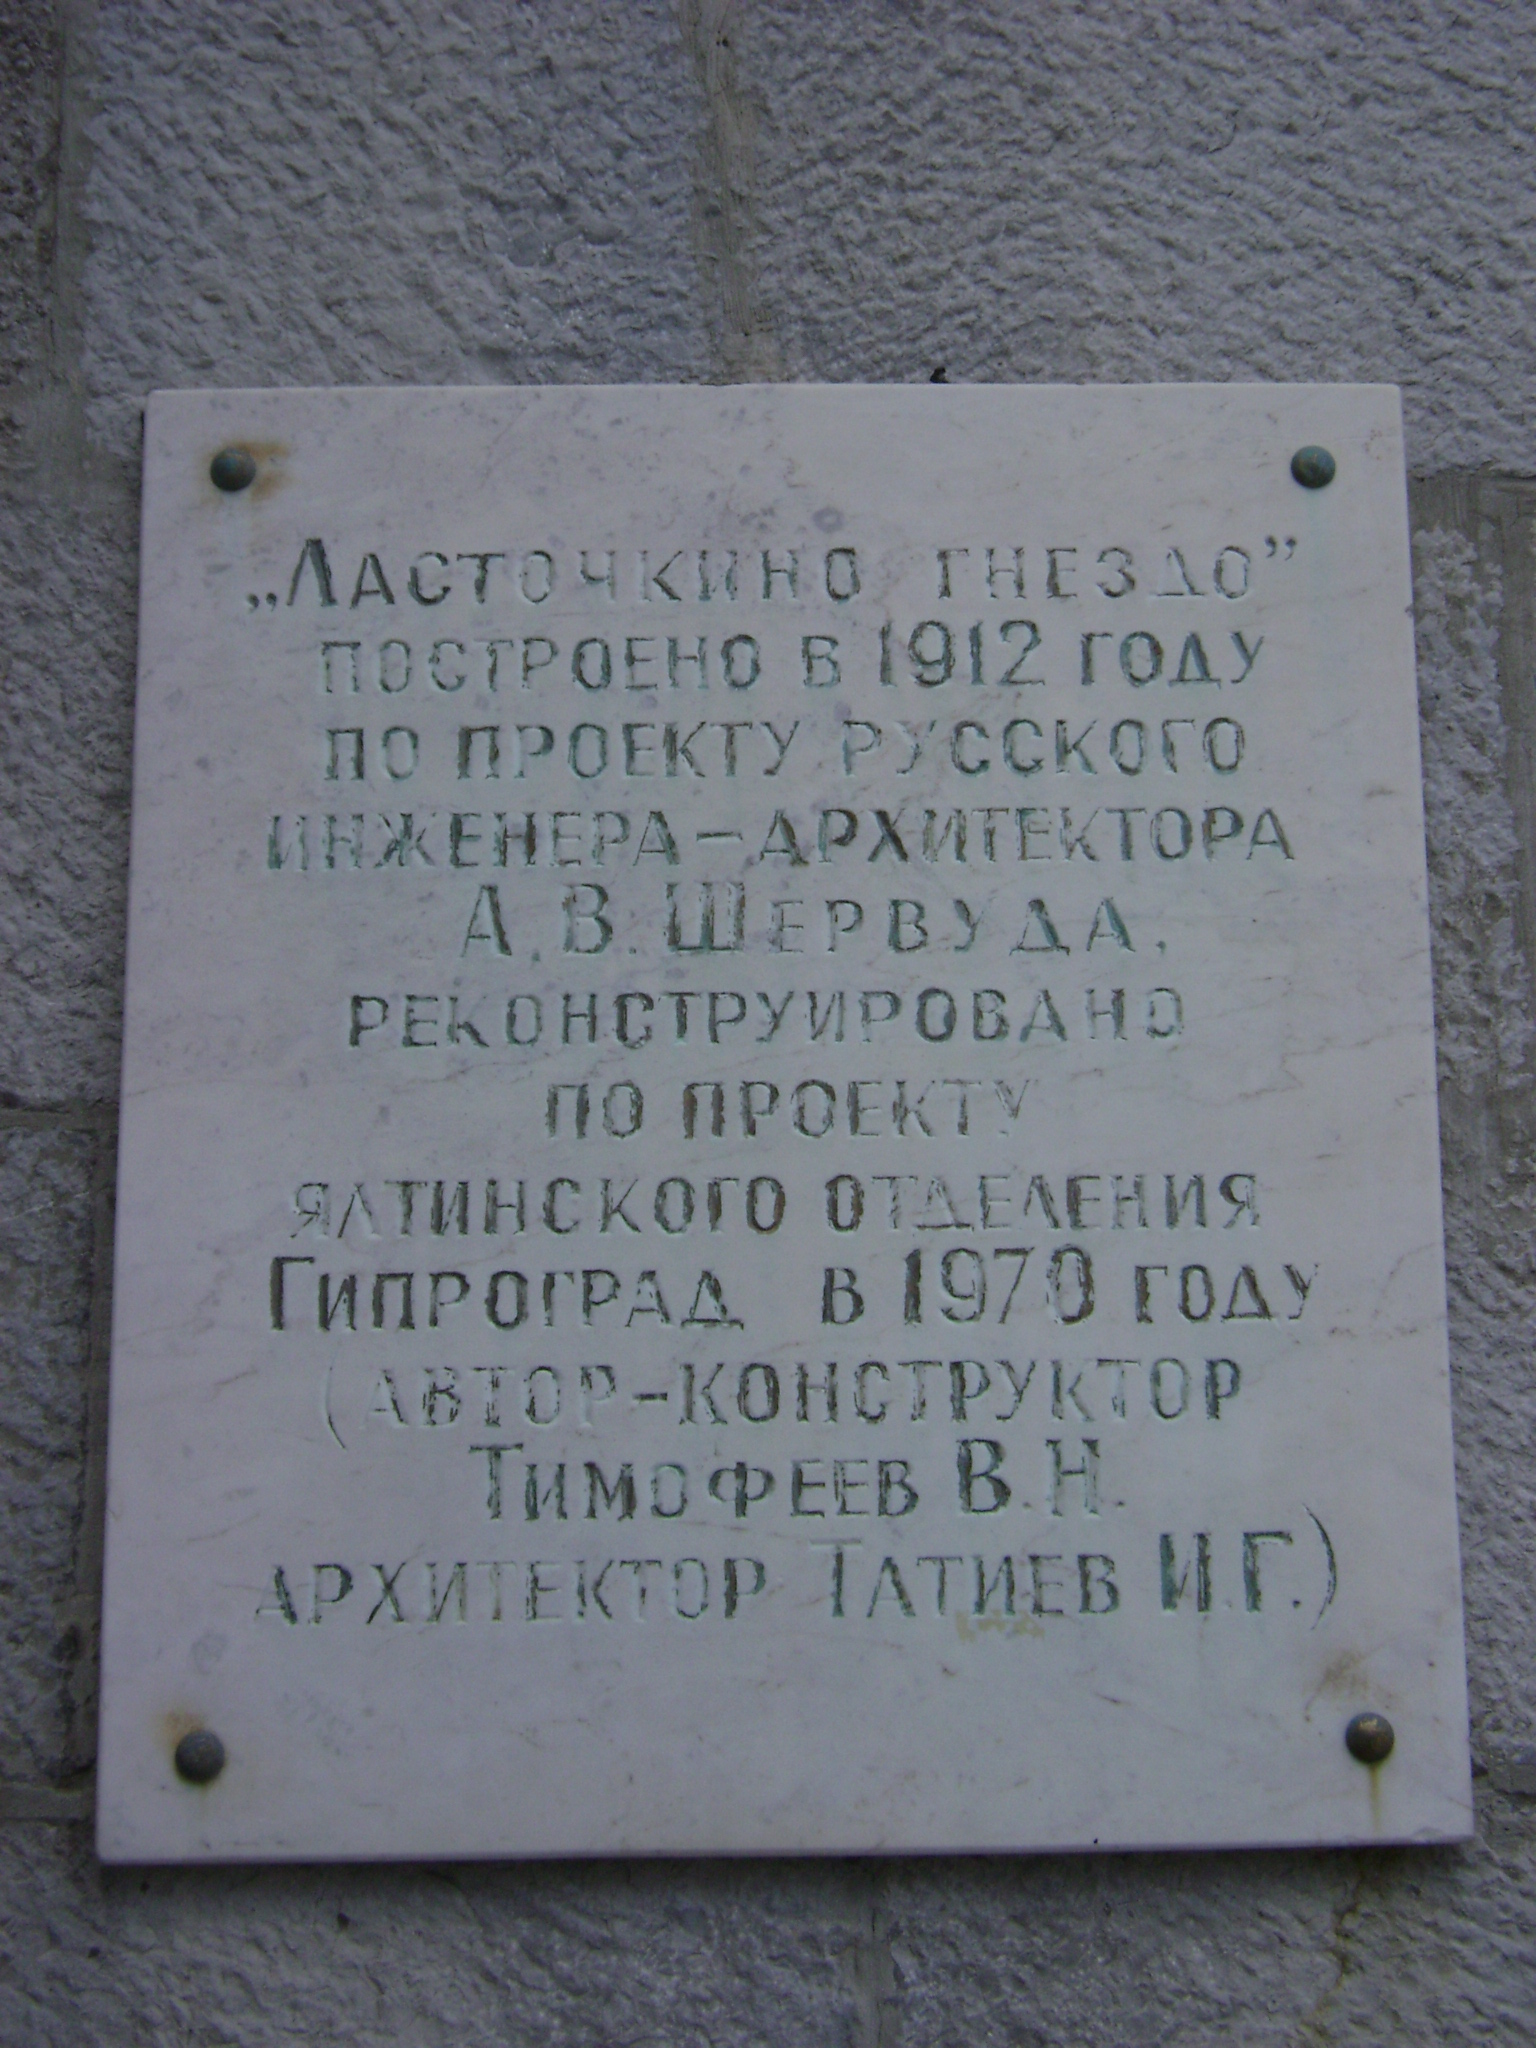 „Ласточкино гнездо”
построено в 1912 году
по проекту русского
инженера-архитектора
А.В.Шервуда,
реконструировано
по проекту
ялтинского отделения
Гипроград в 1970 году
(автор-конструктор
Тимофеев В.Н.
архитектор Татиев И.Г.)